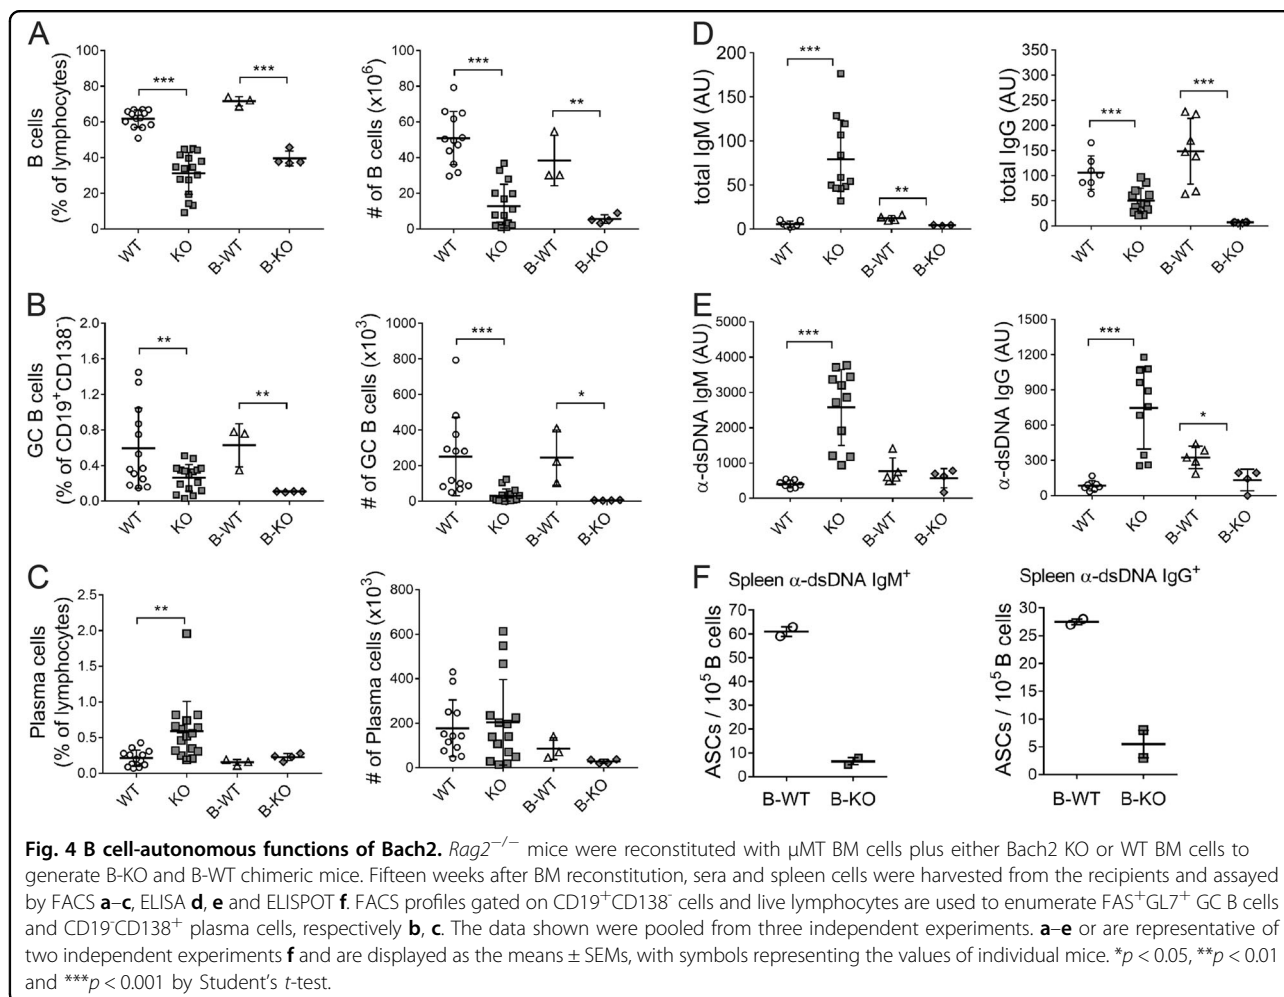 A
B cells
(% of lymphocytes)
100
80
60
40
20
0
***
***
WT
KO
B-WT
B-KO
# of B cells (x10⁶)
100
80
60
40
20
0
***
**
WT
KO
B-WT
B-KO
D
total IgM (AU)
200
150
100
50
0
***
**
WT
KO
B-WT
B-KO
total IgG (AU)
350
300
250
200
150
100
50
0
***
***
WT
KO
B-WT
B-KO
B
GC B cells
(% of CD19⁺CD138⁻)
2.0
1.6
1.2
0.8
0.4
0.0
**
**
WT
KO
B-WT
B-KO
# of GC B cells (x10³)
1000
800
600
400
200
0
***
*
WT
KO
B-WT
B-KO
E
α-dsDNA IgM (AU)
5000
4000
3000
2000
1000
0
***
WT
KO
B-WT
B-KO
α-dsDNA IgG (AU)
1500
1200
900
600
300
0
***
*
WT
KO
B-WT
B-KO
C
Plasma cells
(% of lymphocytes)
2.5
2.0
1.5
1.0
0.5
0.0
**
WT
KO
B-WT
B-KO
# of Plasma cells (x10³)
800
600
400
200
0
WT
KO
B-WT
B-KO
F
Spleen α-dsDNA IgM⁺
ASCs / 10⁵ B cells
70
60
50
40
30
20
10
0
B-WT
B-KO
Spleen α-dsDNA IgG⁺
ASCs / 10⁵ B cells
30
25
20
15
10
5
0
B-WT
B-KO
Fig. 4 B cell-autonomous functions of Bach2. Rag2⁻/⁻ mice were reconstituted with μMT BM cells plus either Bach2 KO or WT BM cells to
generate B-KO and B-WT chimeric mice. Fifteen weeks after BM reconstitution, sera and spleen cells were harvested from the recipients and assayed
by FACS a–c, ELISA d, e and ELISPOT f. FACS profiles gated on CD19⁺CD138⁻ cells and live lymphocytes are used to enumerate FAS⁺GL7⁺ GC B cells
and CD19⁻CD138⁺ plasma cells, respectively b, c. The data shown were pooled from three independent experiments. a–e or are representative of
two independent experiments f and are displayed as the means ± SEMs, with symbols representing the values of individual mice. *p < 0.05, **p < 0.01
and ***p < 0.001 by Student's t-test.